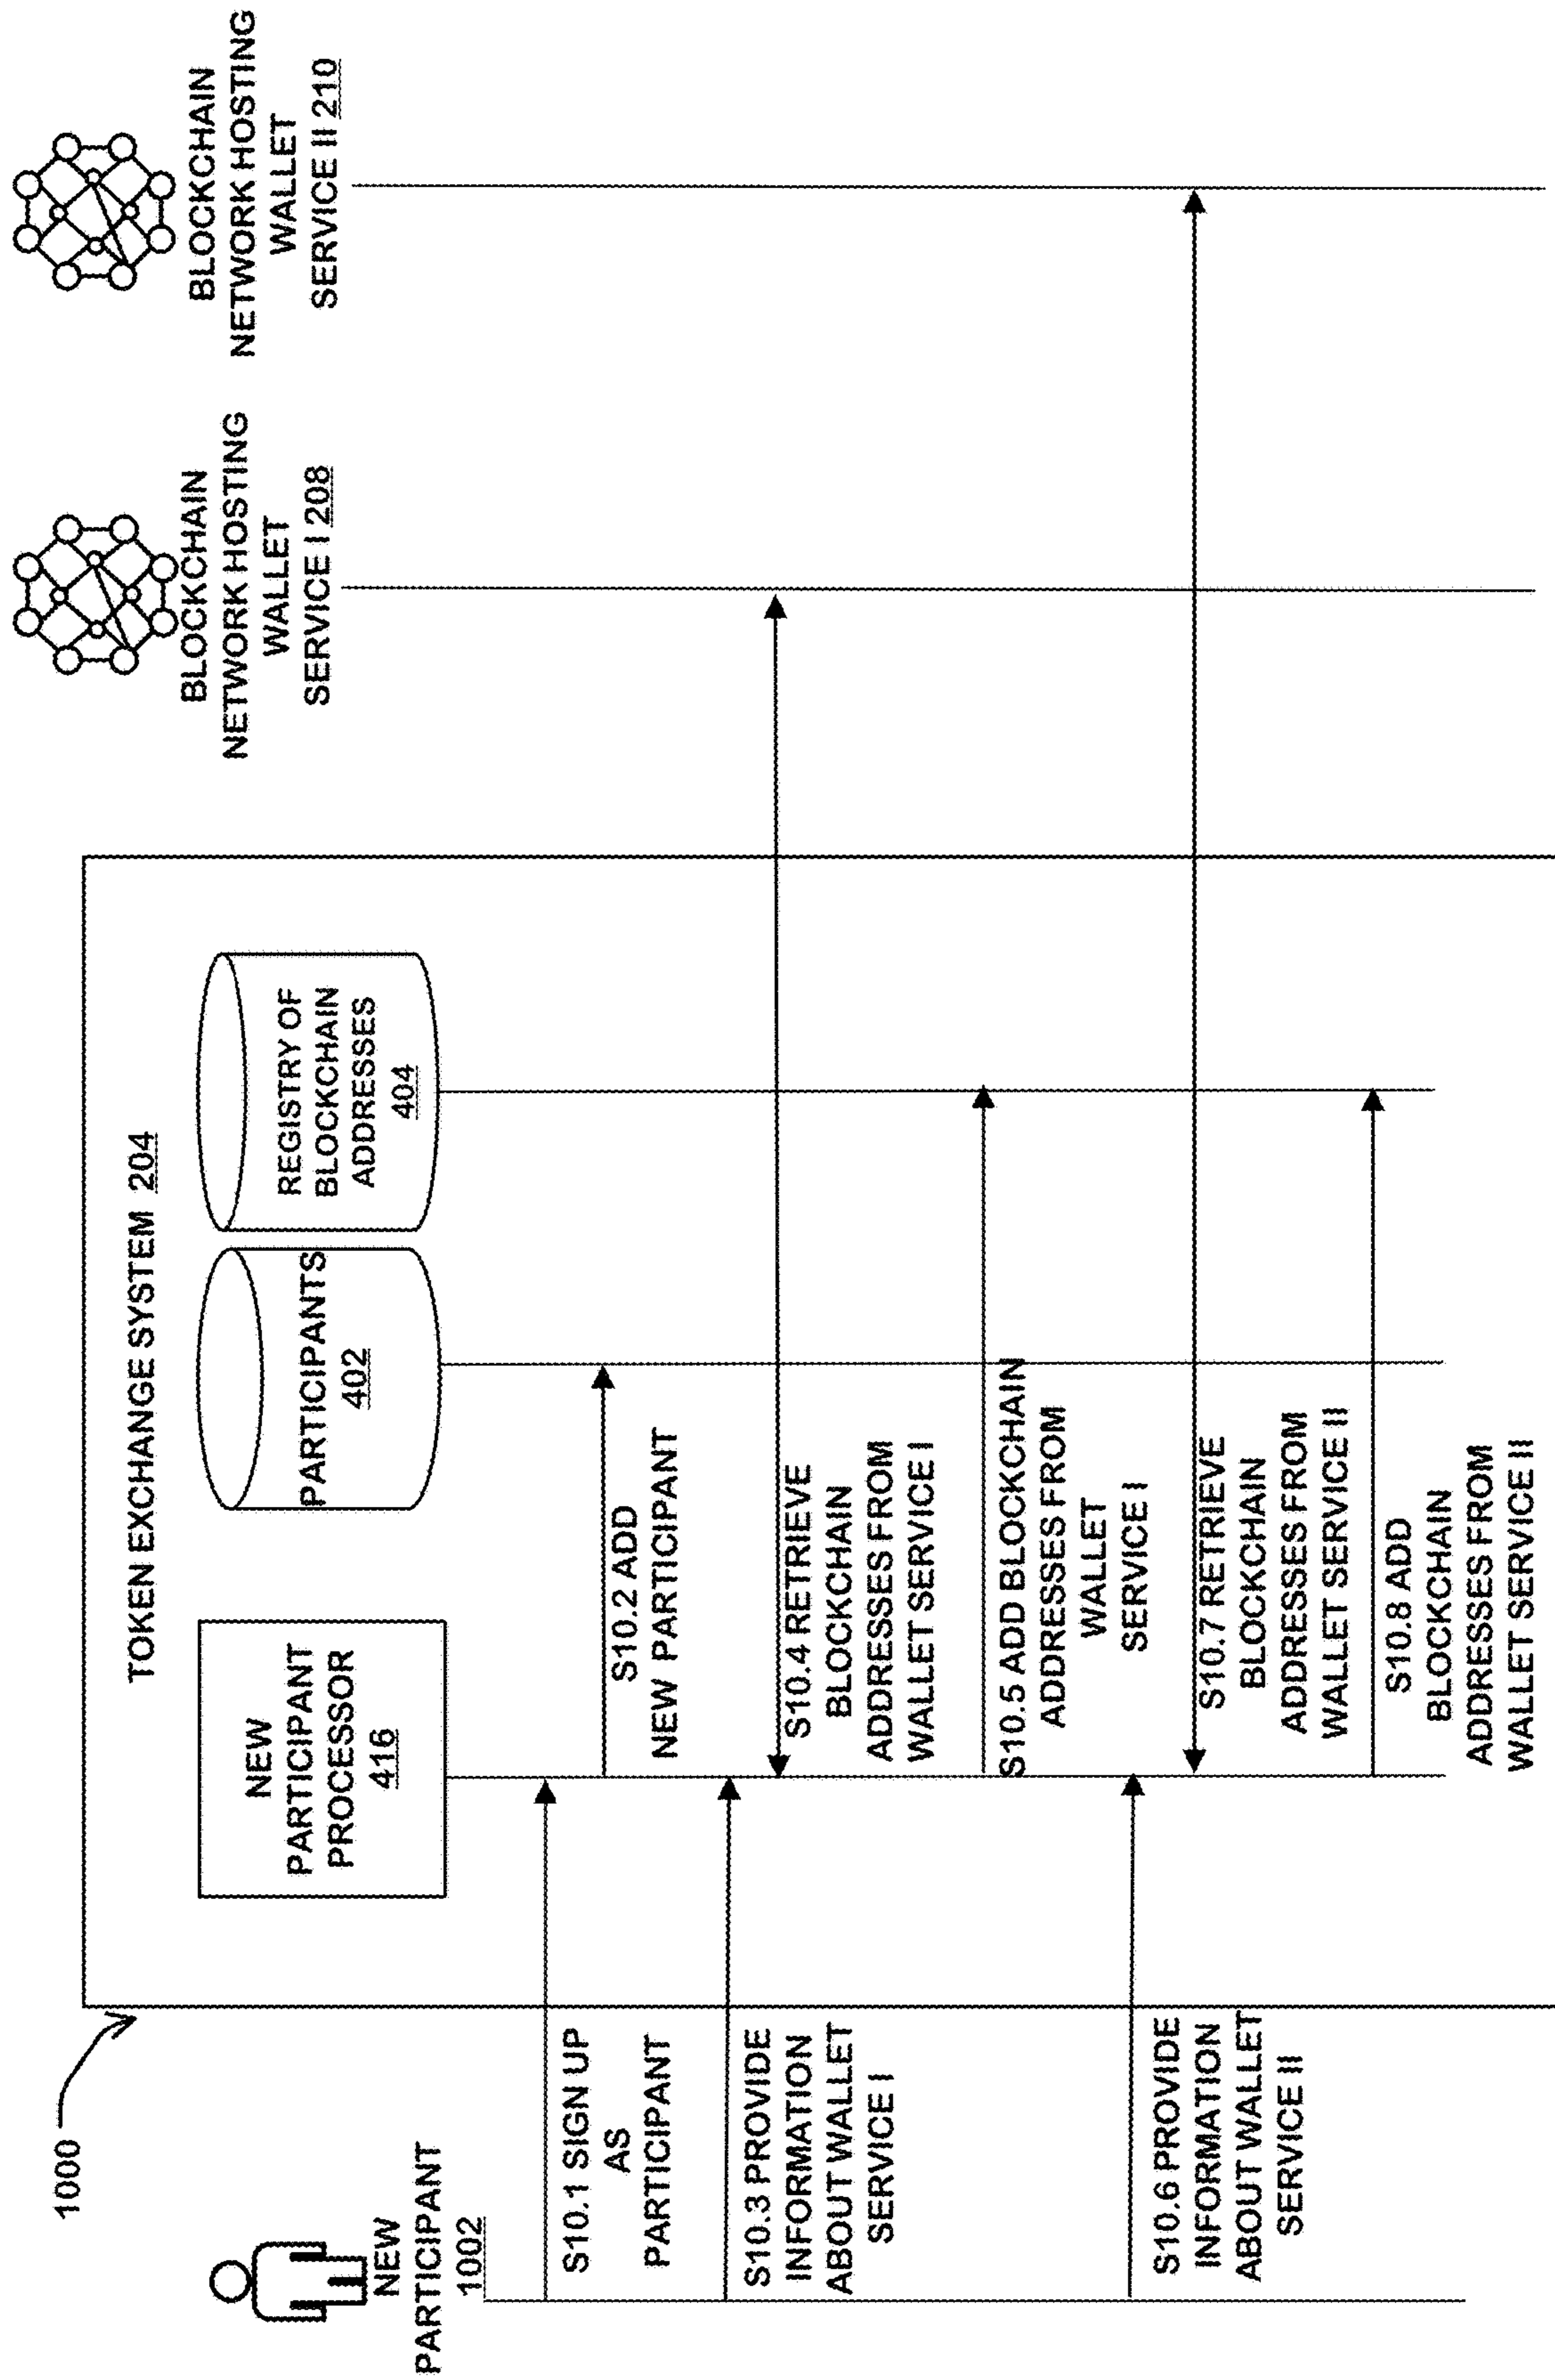 1000
TOKEN EXCHANGE SYSTEM 204
NEW
PARTICIPANT
1002
NEW
PARTICIPANT
PROCESSOR
416
PARTICIPANTS
402
REGISTRY OF
BLOCKCHAIN
ADDRESSES
404
BLOCKCHAIN
NETWORK HOSTING
WALLET
SERVICE I 208
BLOCKCHAIN
NETWORK HOSTING
WALLET
SERVICE II 210
S10.1 SIGN UP
AS
PARTICIPANT
S10.2 ADD
NEW PARTICIPANT
S10.3 PROVIDE
INFORMATION
ABOUT WALLET
SERVICE I
S10.4 RETRIEVE
BLOCKCHAIN
ADDRESSES FROM
WALLET SERVICE I
S10.5 ADD BLOCKCHAIN
ADDRESSES FROM
WALLET
SERVICE I
S10.6 PROVIDE
INFORMATION
ABOUT WALLET
SERVICE II
S10.7 RETRIEVE
BLOCKCHAIN
ADDRESSES FROM
WALLET SERVICE II
S10.8 ADD
BLOCKCHAIN
ADDRESSES FROM
WALLET SERVICE II